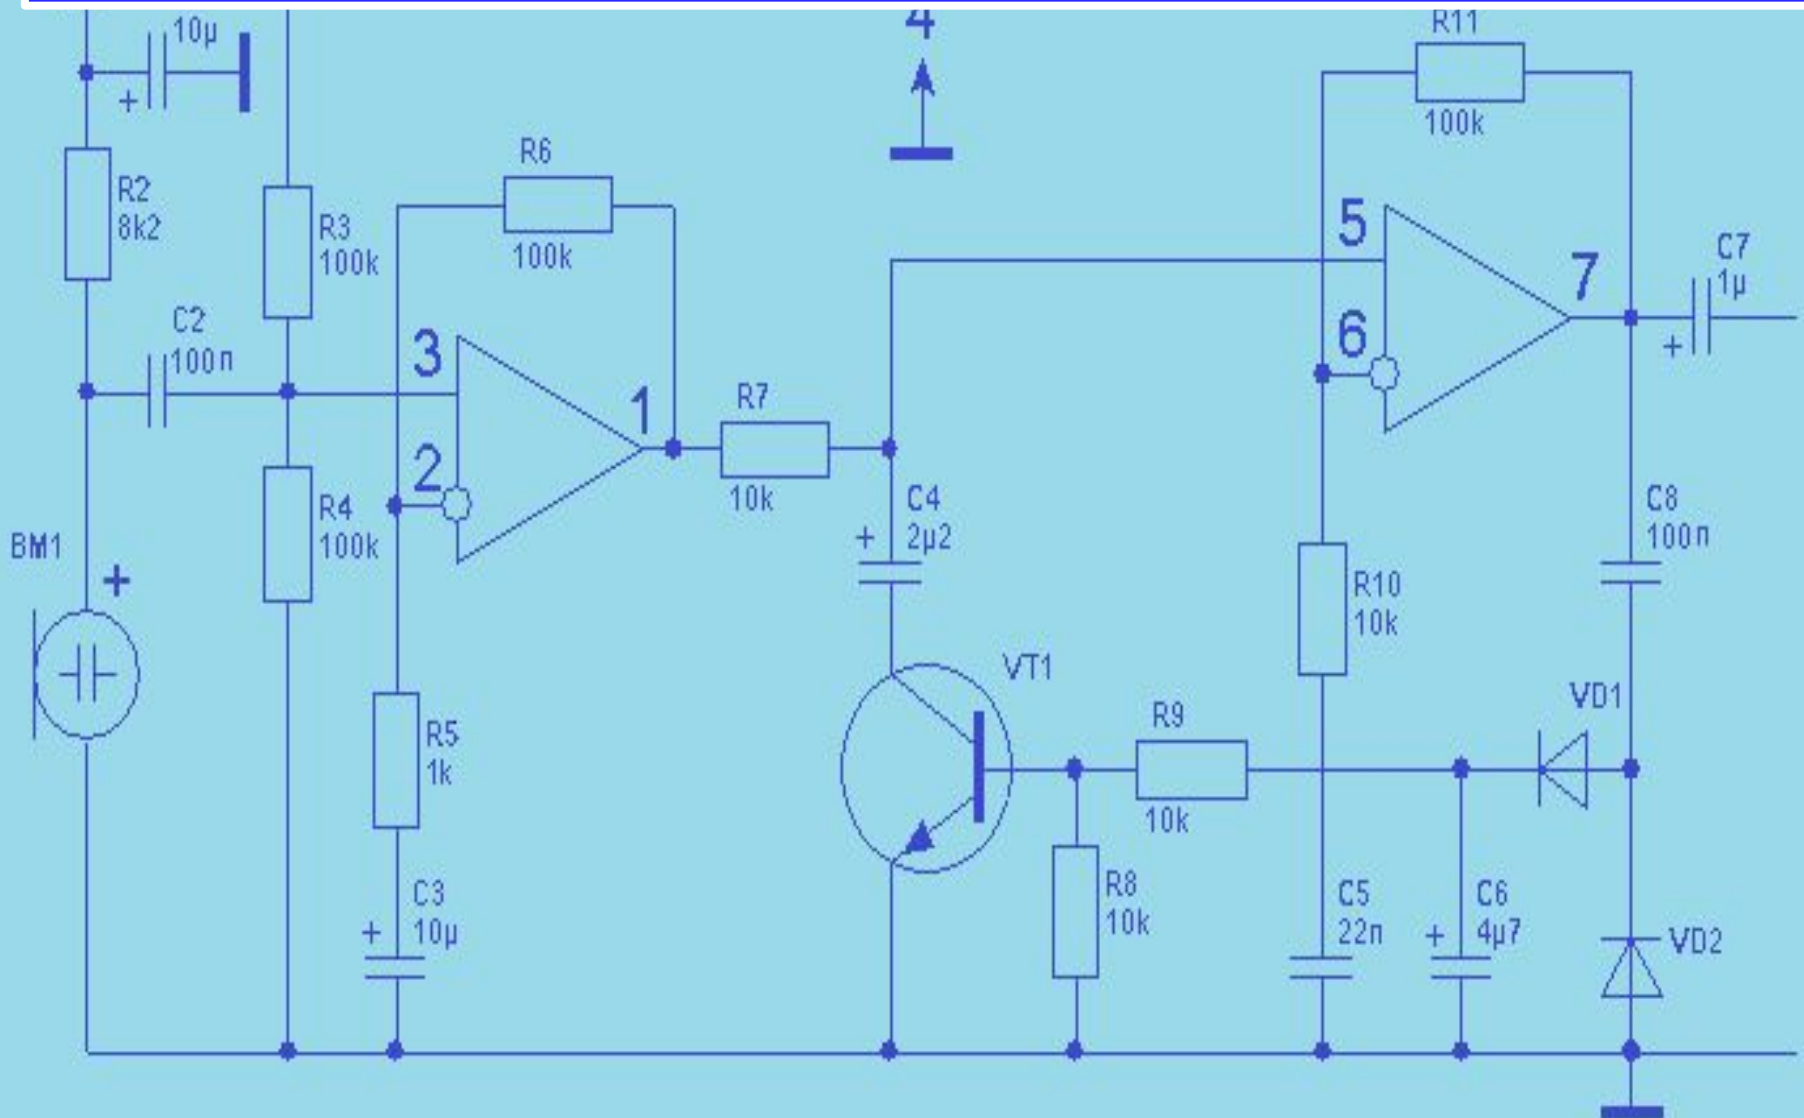 10µ
+
4
R11
100k
R6
100k
R2
8k2
R3
100k
5
C7
1µ
+
7
C2
100n
3
6
1
R7
10k
2
C4
2µ2
+
C8
100n
R4
100k
BM1
+
R10
10k
VT1
VD1
R5
1k
R9
10k
C3
10µ
+
R8
10k
C5
22n
C6
4µ7
+
VD2